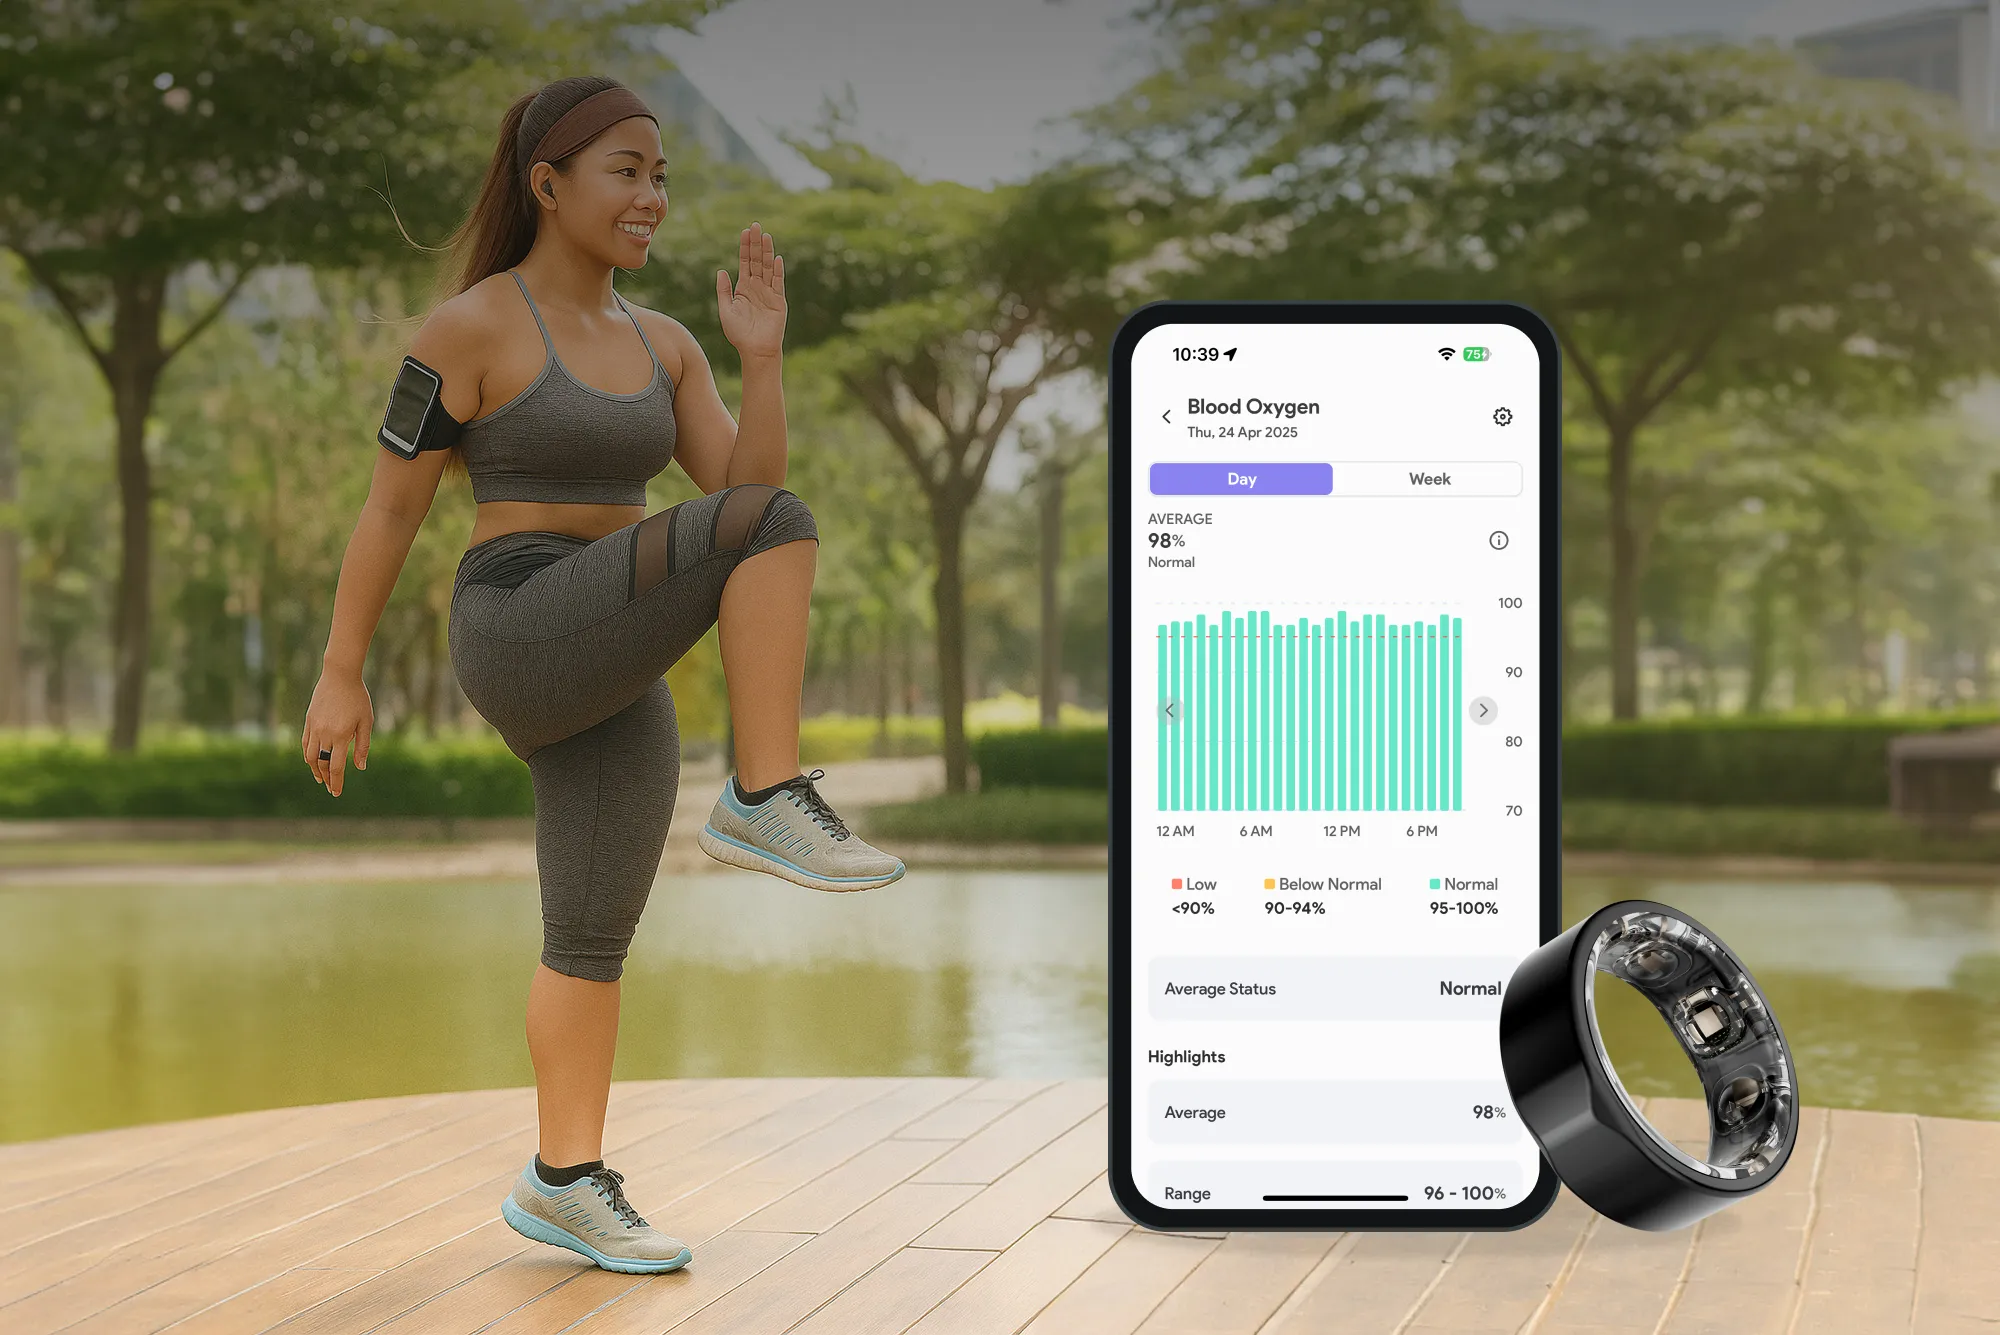 10:39
75
Blood Oxygen
Thu, 24 Apr 2025
Day Week
AVERAGE
98%
Normal
100
90
80
70
12 AM 6 AM 12 PM 6 PM
Low Below Normal Normal
<90% 90-94% 95-100%
Average Status Normal
Highlights
Average 98%
Range 96 - 100%